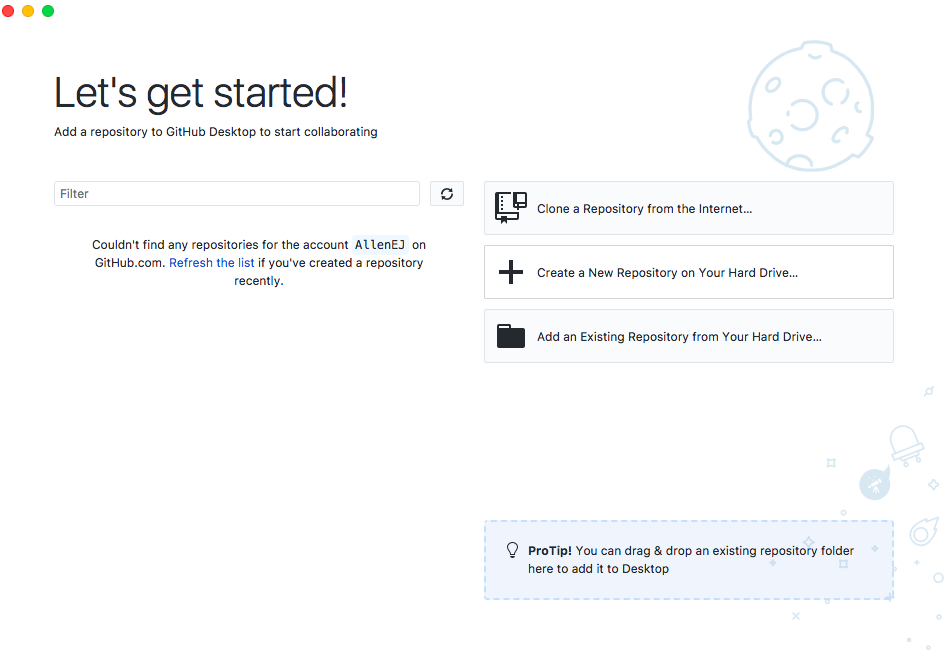 Let's get started!
Add a repository to GitHub Desktop to start collaborating
Filter
Couldn't find any repositories for the account AllenEJ on
GitHub.com. Refresh the list if you've created a repository
recently.
Clone a Repository from the Internet...
Create a New Repository on Your Hard Drive...
Add an Existing Repository from Your Hard Drive...
ProTip! You can drag & drop an existing repository folder
here to add it to Desktop